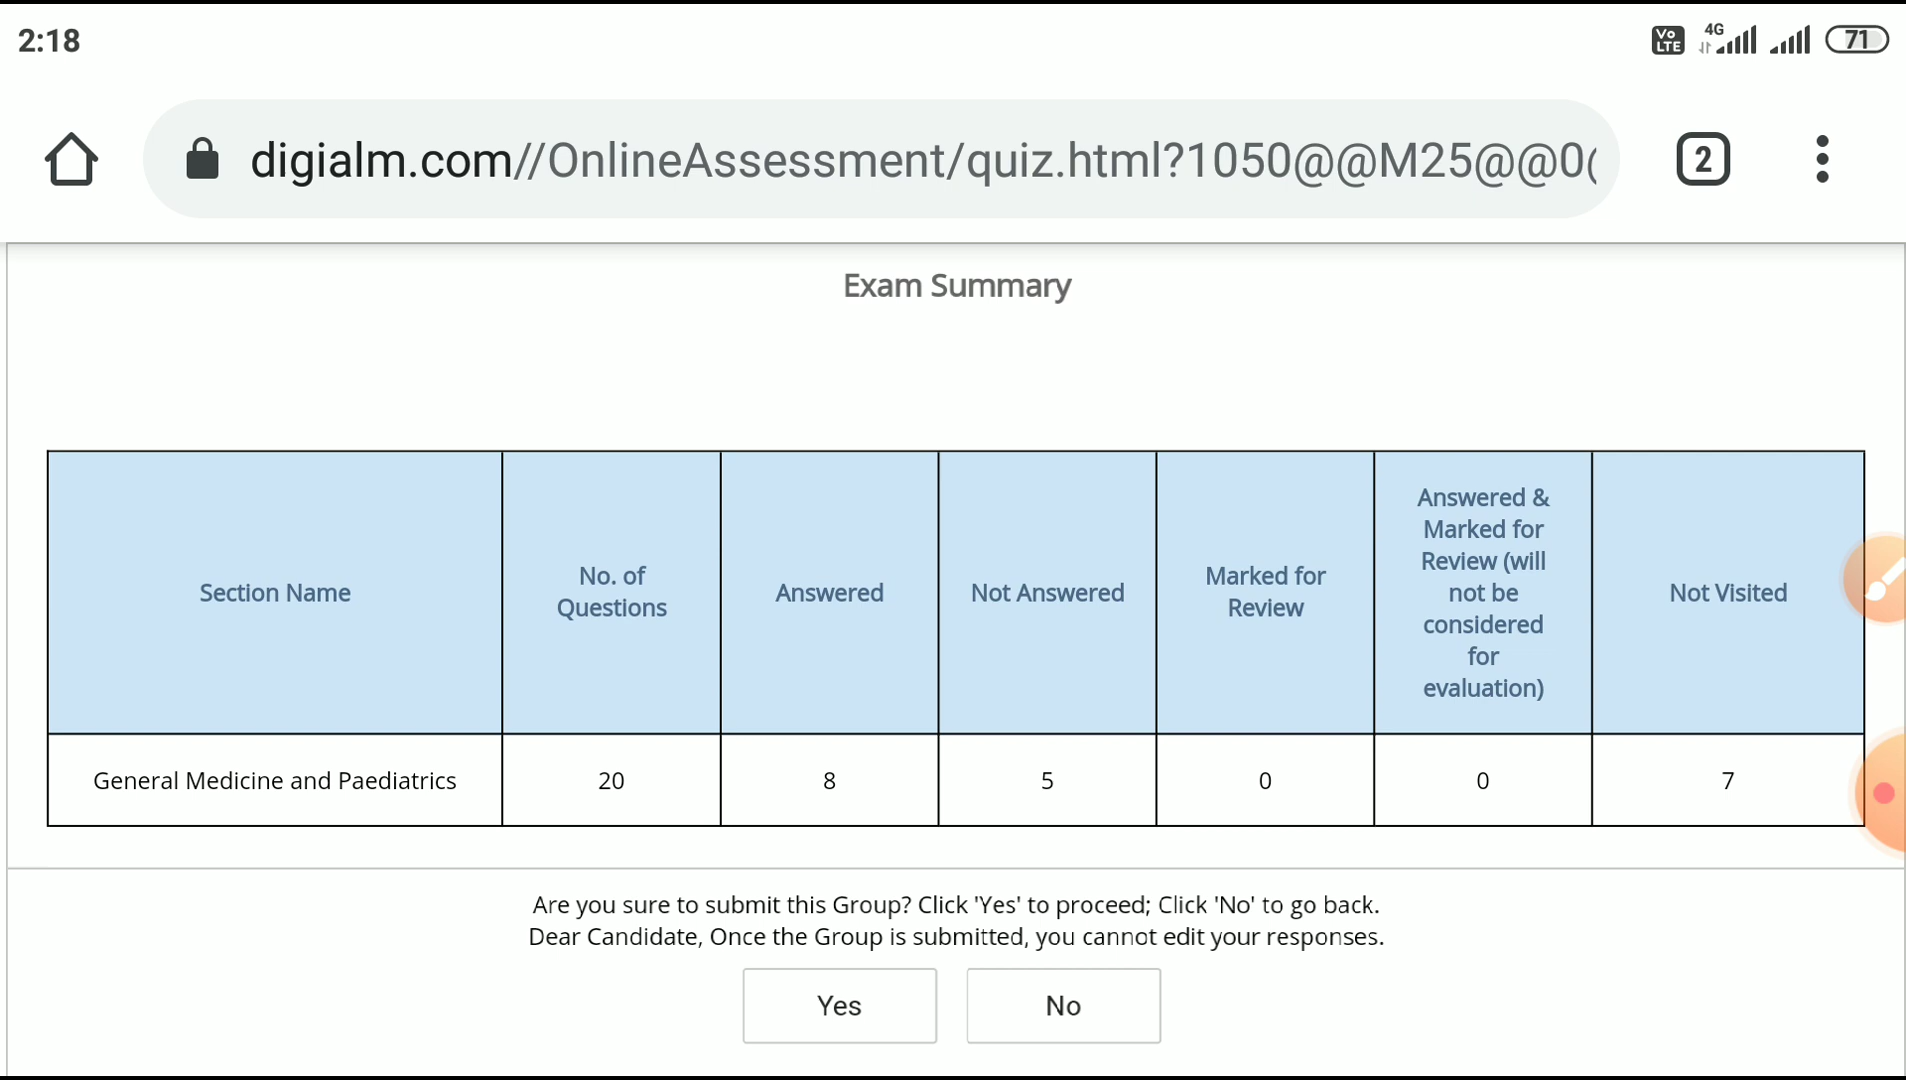 2:18
Vo LTE 4G 71
digialm.com//OnlineAssessment/quiz.html?1050@@M25@@0
2
Exam Summary
Section Name
No. of
Questions
Answered
Not Answered
Marked for
Review
Answered &
Marked for
Review (will
not be
considered
for
evaluation)
Not Visited
General Medicine and Paediatrics 20 8 5 0 0 7
Are you sure to submit this Group? Click 'Yes' to proceed; Click 'No' to go back.
Dear Candidate, Once the Group is submitted, you cannot edit your responses.
Yes No